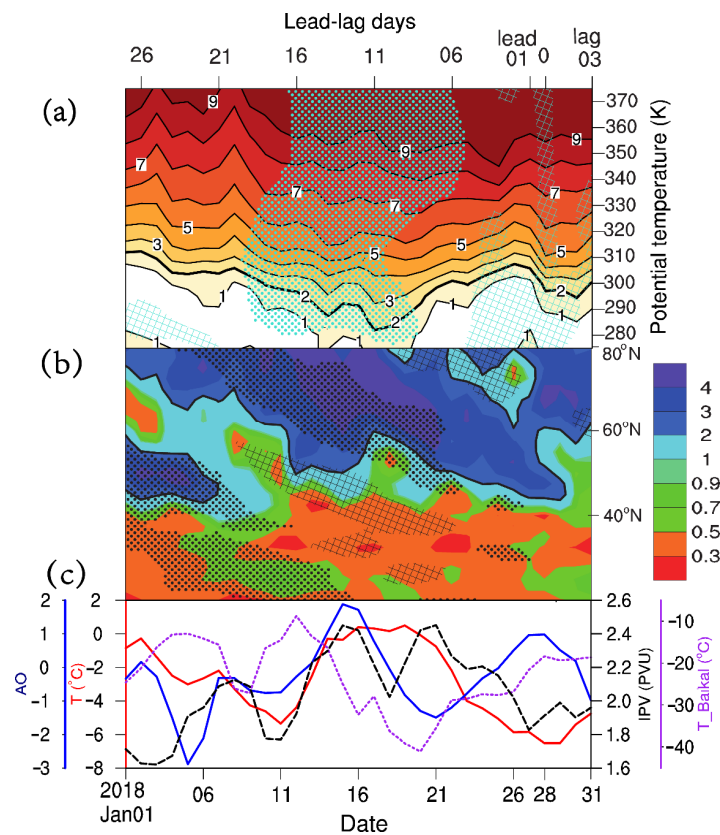 Lead-lag days
lead lag
26 21 16 11 06 01 0 03
(a)
9 9 9
7 7 7 7
5 5 5
3 3
2 2 2
1 1 1 1 1
370
360
350
340
330
320
310
300
290
280
Potential temperature (K)
(b)
80°N
60°N
40°N
4
3
2
1
0.9
0.7
0.5
0.3
(c)
2
1
0
-1
-2
-3
AO
2
0
-2
-4
-6
-8
T (°C)
2.6
2.4
2.2
2.0
1.8
1.6
IPV (PVU)
-10
-20
-30
-40
T_Baikal (°C)
2018
Jan01
06 11 16 21 26 28 31
Date